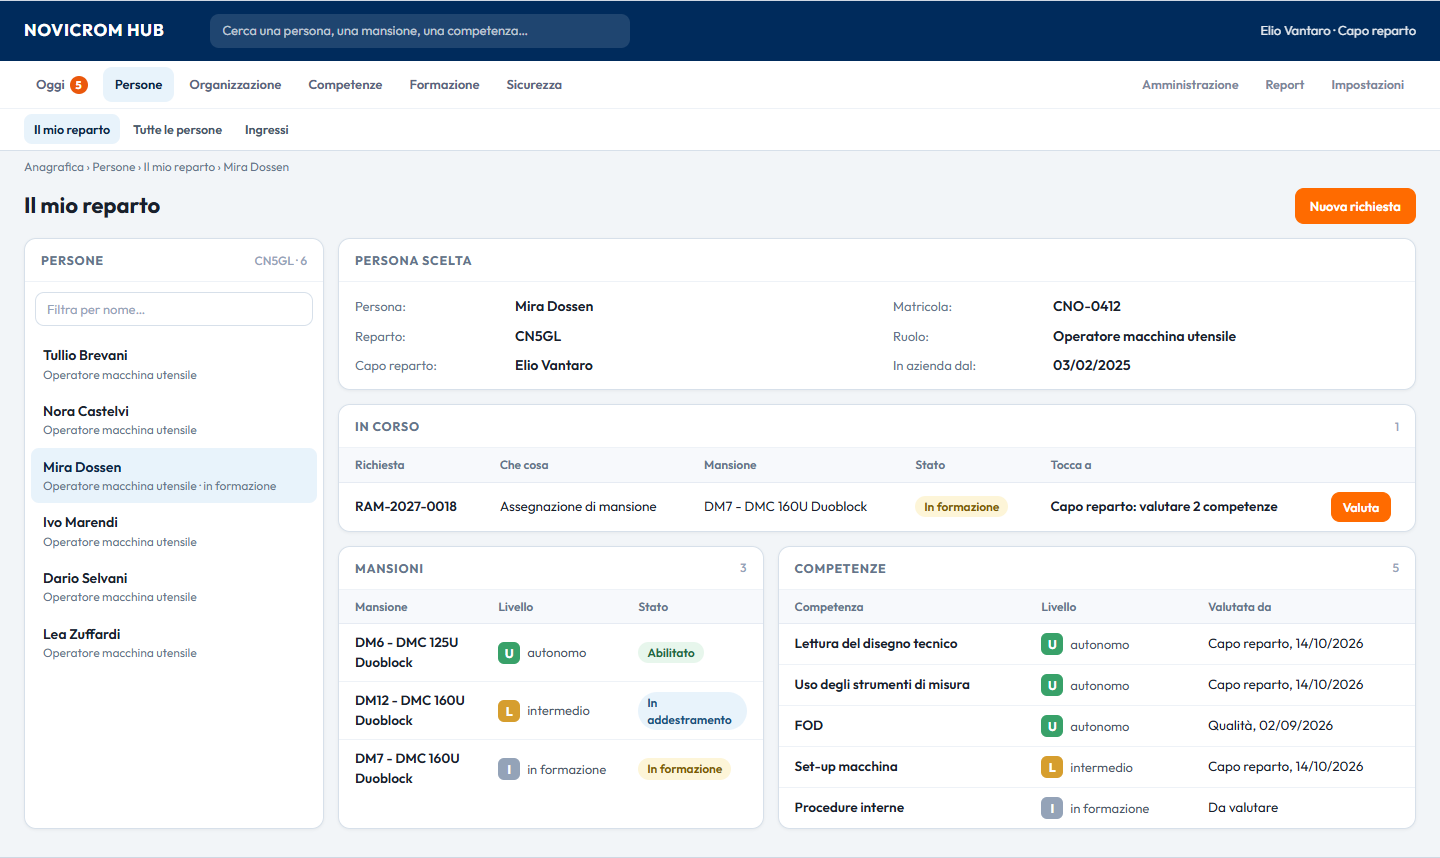 NOVICROM HUB
Cerca una persona, una mansione, una competenza...
Elio Vantaro · Capo reparto
Oggi 5 Persone Organizzazione Competenze Formazione Sicurezza Amministrazione Report Impostazioni
Il mio reparto Tutte le persone Ingressi
Anagrafica › Persone › Il mio reparto › Mira Dossen
Il mio reparto
Nuova richiesta
PERSONE CN5GL · 6
Filtra per nome...
Tullio Brevani
Operatore macchina utensile
Nora Castelvi
Operatore macchina utensile
Mira Dossen
Operatore macchina utensile · in formazione
Ivo Marendi
Operatore macchina utensile
Dario Selvani
Operatore macchina utensile
Lea Zuffardi
Operatore macchina utensile
PERSONA SCELTA
Persona: Mira Dossen Matricola: CNO-0412
Reparto: CN5GL Ruolo: Operatore macchina utensile
Capo reparto: Elio Vantaro In azienda dal: 03/02/2025
IN CORSO 1
Richiesta Che cosa Mansione Stato Tocca a
RAM-2027-0018 Assegnazione di mansione DM7 - DMC 160U Duoblock In formazione Capo reparto: valutare 2 competenze Valuta
MANSIONI 3
Mansione Livello Stato
DM6 - DMC 125U
Duoblock
U autonomo Abilitato
DM12 - DMC 160U
Duoblock
L intermedio In
addestramento
DM7 - DMC 160U
Duoblock
I in formazione In formazione
COMPETENZE 5
Competenza Livello Valutata da
Lettura del disegno tecnico U autonomo Capo reparto, 14/10/2026
Uso degli strumenti di misura U autonomo Capo reparto, 14/10/2026
FOD U autonomo Qualità, 02/09/2026
Set-up macchina L intermedio Capo reparto, 14/10/2026
Procedure interne I in formazione Da valutare